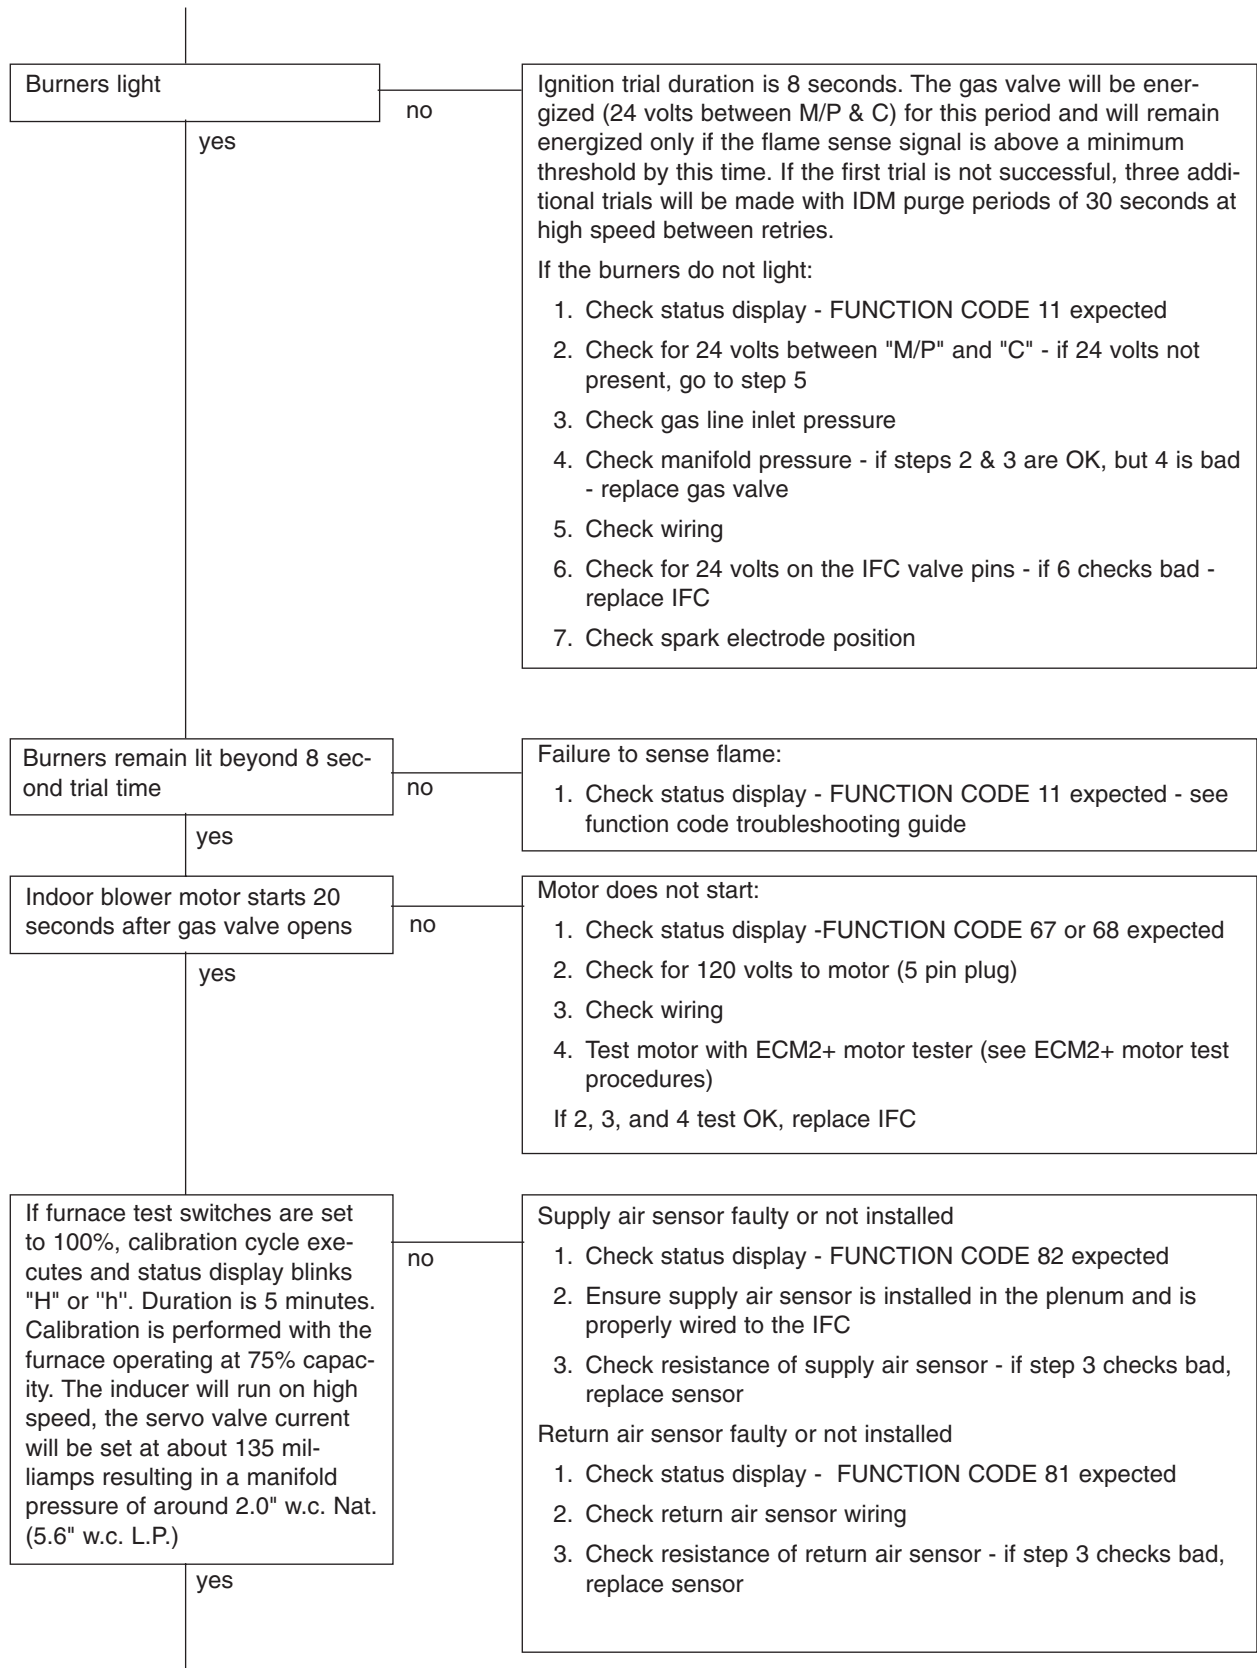 Burners light
no
yes
Ignition trial duration is 8 seconds. The gas valve will be ener-
gized (24 volts between M/P & C) for this period and will remain
energized only if the flame sense signal is above a minimum
threshold by this time. If the first trial is not successful, three addi-
tional trials will be made with IDM purge periods of 30 seconds at
high speed between retries.
If the burners do not light:
1. Check status display - FUNCTION CODE 11 expected
2. Check for 24 volts between "M/P" and "C" - if 24 volts not
present, go to step 5
3. Check gas line inlet pressure
4. Check manifold pressure - if steps 2 & 3 are OK, but 4 is bad
- replace gas valve
5. Check wiring
6. Check for 24 volts on the IFC valve pins - if 6 checks bad -
replace IFC
7. Check spark electrode position
Burners remain lit beyond 8 sec-
ond trial time
no
yes
Failure to sense flame:
1. Check status display - FUNCTION CODE 11 expected - see
function code troubleshooting guide
Indoor blower motor starts 20
seconds after gas valve opens
no
yes
Motor does not start:
1. Check status display -FUNCTION CODE 67 or 68 expected
2. Check for 120 volts to motor (5 pin plug)
3. Check wiring
4. Test motor with ECM2+ motor tester (see ECM2+ motor test
procedures)
If 2, 3, and 4 test OK, replace IFC
If furnace test switches are set
to 100%, calibration cycle exe-
cutes and status display blinks
"H" or "h". Duration is 5 minutes.
Calibration is performed with the
furnace operating at 75% capac-
ity. The inducer will run on high
speed, the servo valve current
will be set at about 135 mil-
liamps resulting in a manifold
pressure of around 2.0" w.c. Nat.
(5.6" w.c. L.P.)
no
yes
Supply air sensor faulty or not installed
1. Check status display - FUNCTION CODE 82 expected
2. Ensure supply air sensor is installed in the plenum and is
properly wired to the IFC
3. Check resistance of supply air sensor - if step 3 checks bad,
replace sensor
Return air sensor faulty or not installed
1. Check status display - FUNCTION CODE 81 expected
2. Check return air sensor wiring
3. Check resistance of return air sensor - if step 3 checks bad,
replace sensor